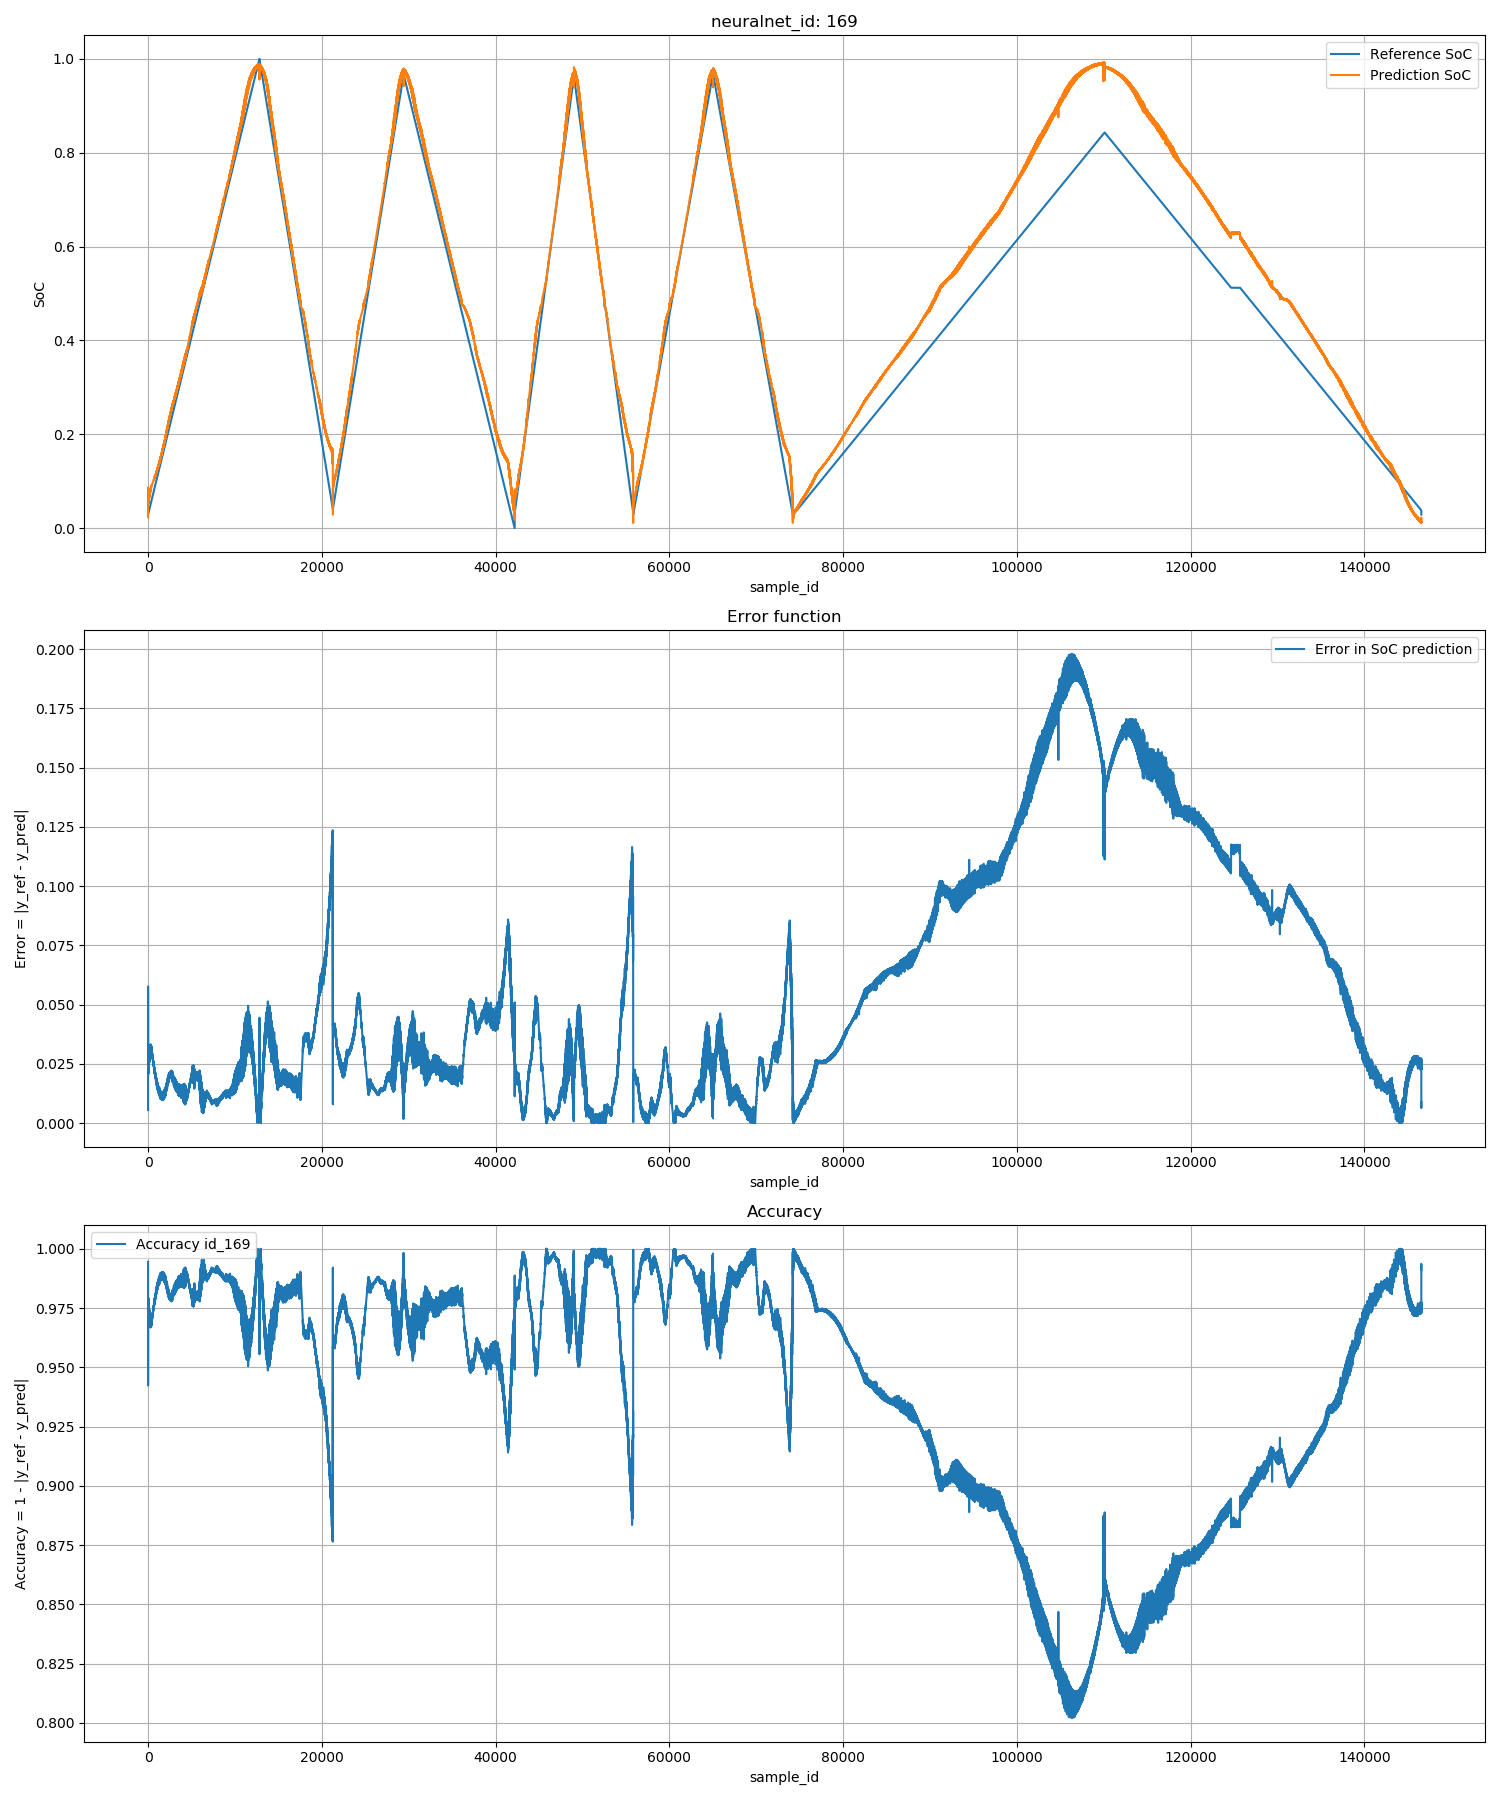 neuralnet_id: 169
Reference SoC
Prediction SoC
SoC
1.0
0.8
0.6
0.4
0.2
0.0
0 20000 40000 60000 80000 100000 120000 140000
sample_id
Error function
Error in SoC prediction
Error = |y_ref - y_pred|
0.200
0.175
0.150
0.125
0.100
0.075
0.050
0.025
0.000
0 20000 40000 60000 80000 100000 120000 140000
sample_id
Accuracy
Accuracy id_169
Accuracy = 1 - |y_ref - y_pred|
1.000
0.975
0.950
0.925
0.900
0.875
0.850
0.825
0.800
0 20000 40000 60000 80000 100000 120000 140000
sample_id